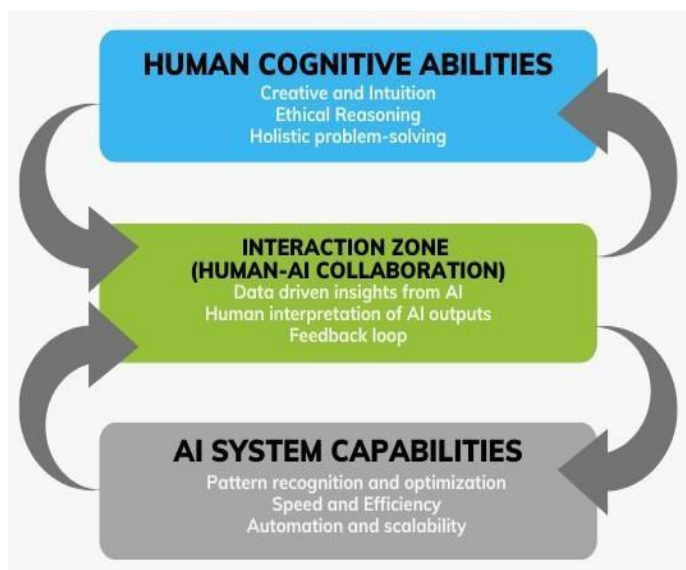 HUMAN COGNITIVE ABILITIES
Creative and Intuition
Ethical Reasoning
Holistic problem-solving
INTERACTION ZONE
(HUMAN-AI COLLABORATION)
Data driven insights from AI
Human interpretation of AI outputs
Feedback loop
AI SYSTEM CAPABILITIES
Pattern recognition and optimization
Speed and Efficiency
Automation and scalability